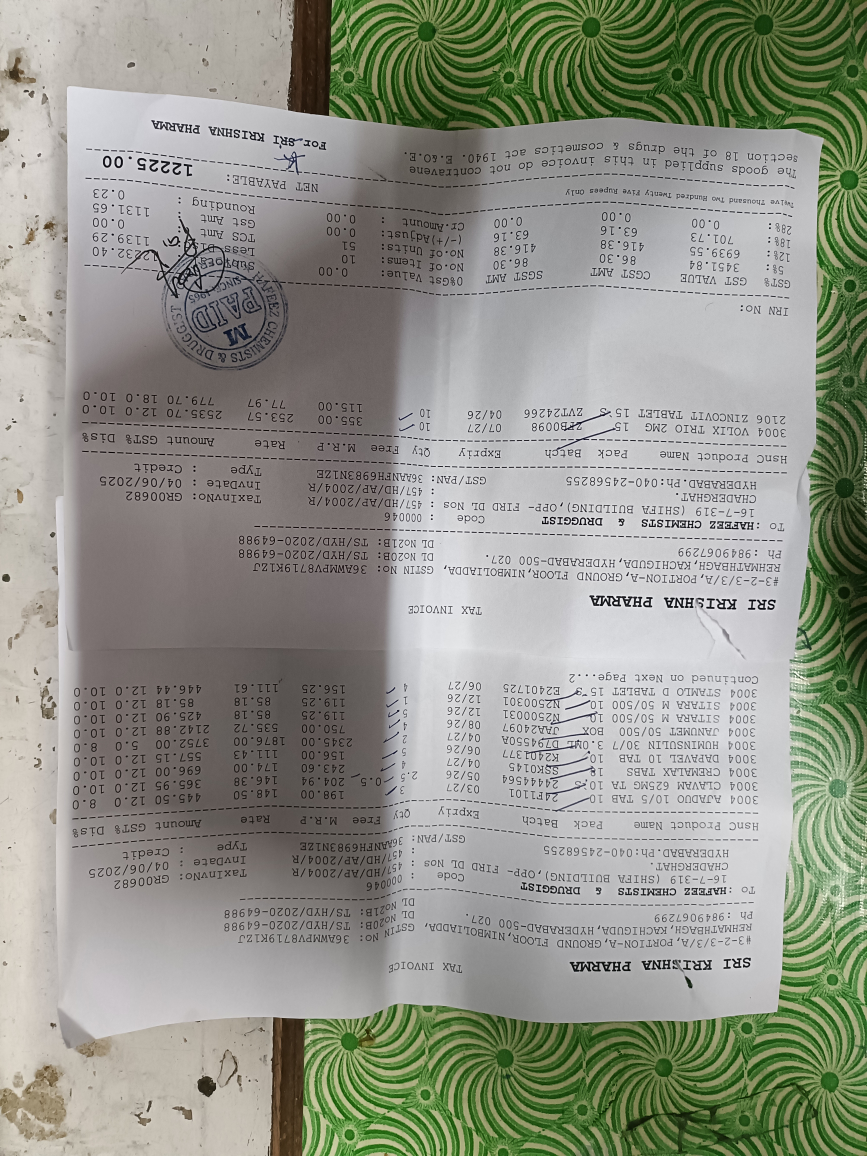 SRI KRISHNA PHARMA TAX INVOICE
#3-2-3/3/A, PORTION-A, GROUND FLOOR, NIMBOLIADDA, GSTIN No: 36AWMPV8719K1ZJ
REHMATHBAGH, KACHIGUDA, HYDERABAD-500 027. DL No20B: TS/HYD/2020-64988
Ph : 9849067299 DL No21B: TS/HYD/2020-64988
To: HAFEEZ CHEMISTS & DRUGGIST Code : 000046 TaxInvNo: GR00682
16-7-319 (SHIFA BUILDING), OPP- FIRD DL Nos : 457/HD/AP/2004/R InDate : 04/06/2025
CHADERGHAT. : 457/HD/AP/2004/R Type : Credit
HYDERABAD. Ph:040-24568255 GST/PAN: 36AANFH6983N1ZE
Hsnc Product Name Pack Batch Expriy Qty Free M.R.P Rate Amount GST% Dis%
3004 AJADUO 10/5 TAB 10 24F1101 03/27 3 198.00 148.50 445.50 12.0 8.0
3004 CLAVAM 625MG TA 10'S 24444564 05/26 2.5 0.5 204.94 146.38 365.95 12.0 10.0
3004 CREMALAX TABS 18 SSK0145 04/27 4 243.60 174.00 696.00 12.0 10.0
3004 DAPAVEL 10 TAB 10 K2401377 06/26 5 156.00 111.43 557.15 12.0 10.0
3004 HUMINSULIN 30/7 3.0ML D794550A 04/27 2 2345.00 1876.00 3752.00 5.0 8.0
3004 JANUMET 50/500 BOX JAA24097 08/26 4 750.00 535.72 2142.88 12.0 10.0
3004 SITARA M 50/500 10 N2500031 12/26 5 119.25 85.18 425.90 12.0 10.0
3004 SITARA M 50/500 10 N2500301 12/26 1 119.25 85.18 85.18 12.0 10.0
3004 STAMLO D TABLET 15'S E2401725 06/27 4 156.25 111.61 446.44 12.0 10.0
Continued on Next Page...2
SRI KRISHNA PHARMA TAX INVOICE
#3-2-3/3/A, PORTION-A, GROUND FLOOR, NIMBOLIADDA, GSTIN No: 36AWMPV8719K1ZJ
REHMATHBAGH, KACHIGUDA, HYDERABAD-500 027. DL No20B: TS/HYD/2020-64988
Ph : 9849067299 DL No21B: TS/HYD/2020-64988
To: HAFEEZ CHEMISTS & DRUGGIST Code : 000046 TaxInvNo: GR00682
16-7-319 (SHIFA BUILDING), OPP- FIRD DL Nos : 457/HD/AP/2004/R InDate : 04/06/2025
CHADERGHAT. : 457/HD/AP/2004/R Type : Credit
HYDERABAD. Ph:040-24568255 GST/PAN: 36AANFH6983N1ZE
Hsnc Product Name Pack Batch Expriy Qty Free M.R.P Rate Amount GST% Dis%
3004 VOLIX TRIO 2MG 15 ZFB0098 07/27 10 355.00 253.57 2535.70 12.0 10.0
2106 ZINCOVIT TABLET 15'S ZVT24266 04/26 10 115.00 77.97 779.70 18.0 10.0
IRN No:
GST% GST VALUE CGST AMT SGST AMT 0%Gst Value: 0.00 SubTotal : 12232.40
5%: 3451.84 86.30 86.30 No.of Items: 10 Less Dis : 1139.29
12%: 6939.55 416.38 416.38 No.of Units: 51 TCS Amt : 0.00
18%: 701.73 63.16 63.16 (-/+)Adjust: 0.00 Gst Amt : 1131.65
28%: 0.00 0.00 0.00 Cr.Amount : 0.00 Rounding : 0.23
Twelve Thousand Two Hundred Twenty Five Rupees Only NET PAYABLE: 12225.00
The goods supplied in this invoice do not contravene
section 18 of the drugs & cosmetics act 1940. E.&O.E. For SRI KRISHNA PHARMA
HAFEEZ CHEMISTS & DRUGGIST
M
PAID
SINCE 1965